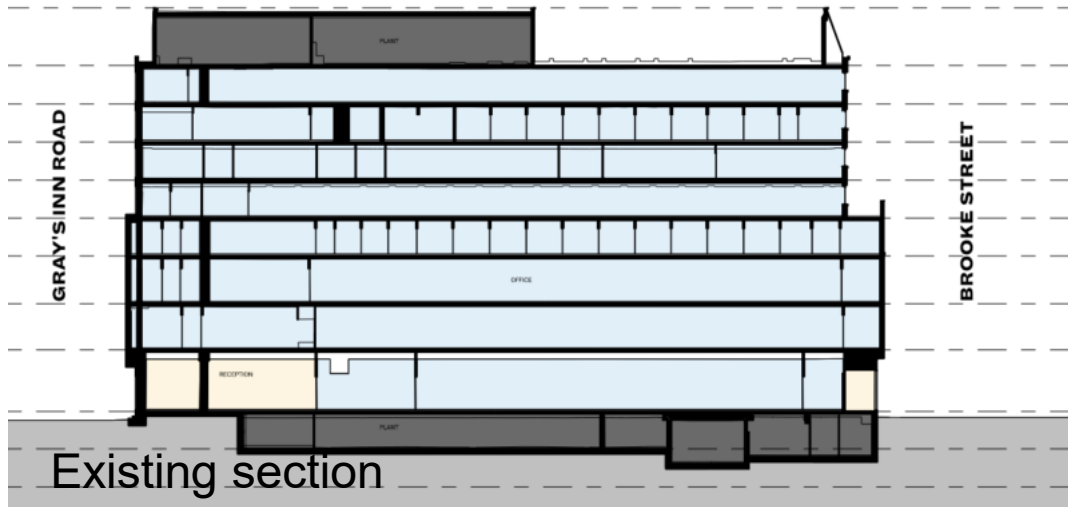 PLANT
GRAY'S INN ROAD
BROOKE STREET
OFFICE
RECEPTION
PLANT
Existing section